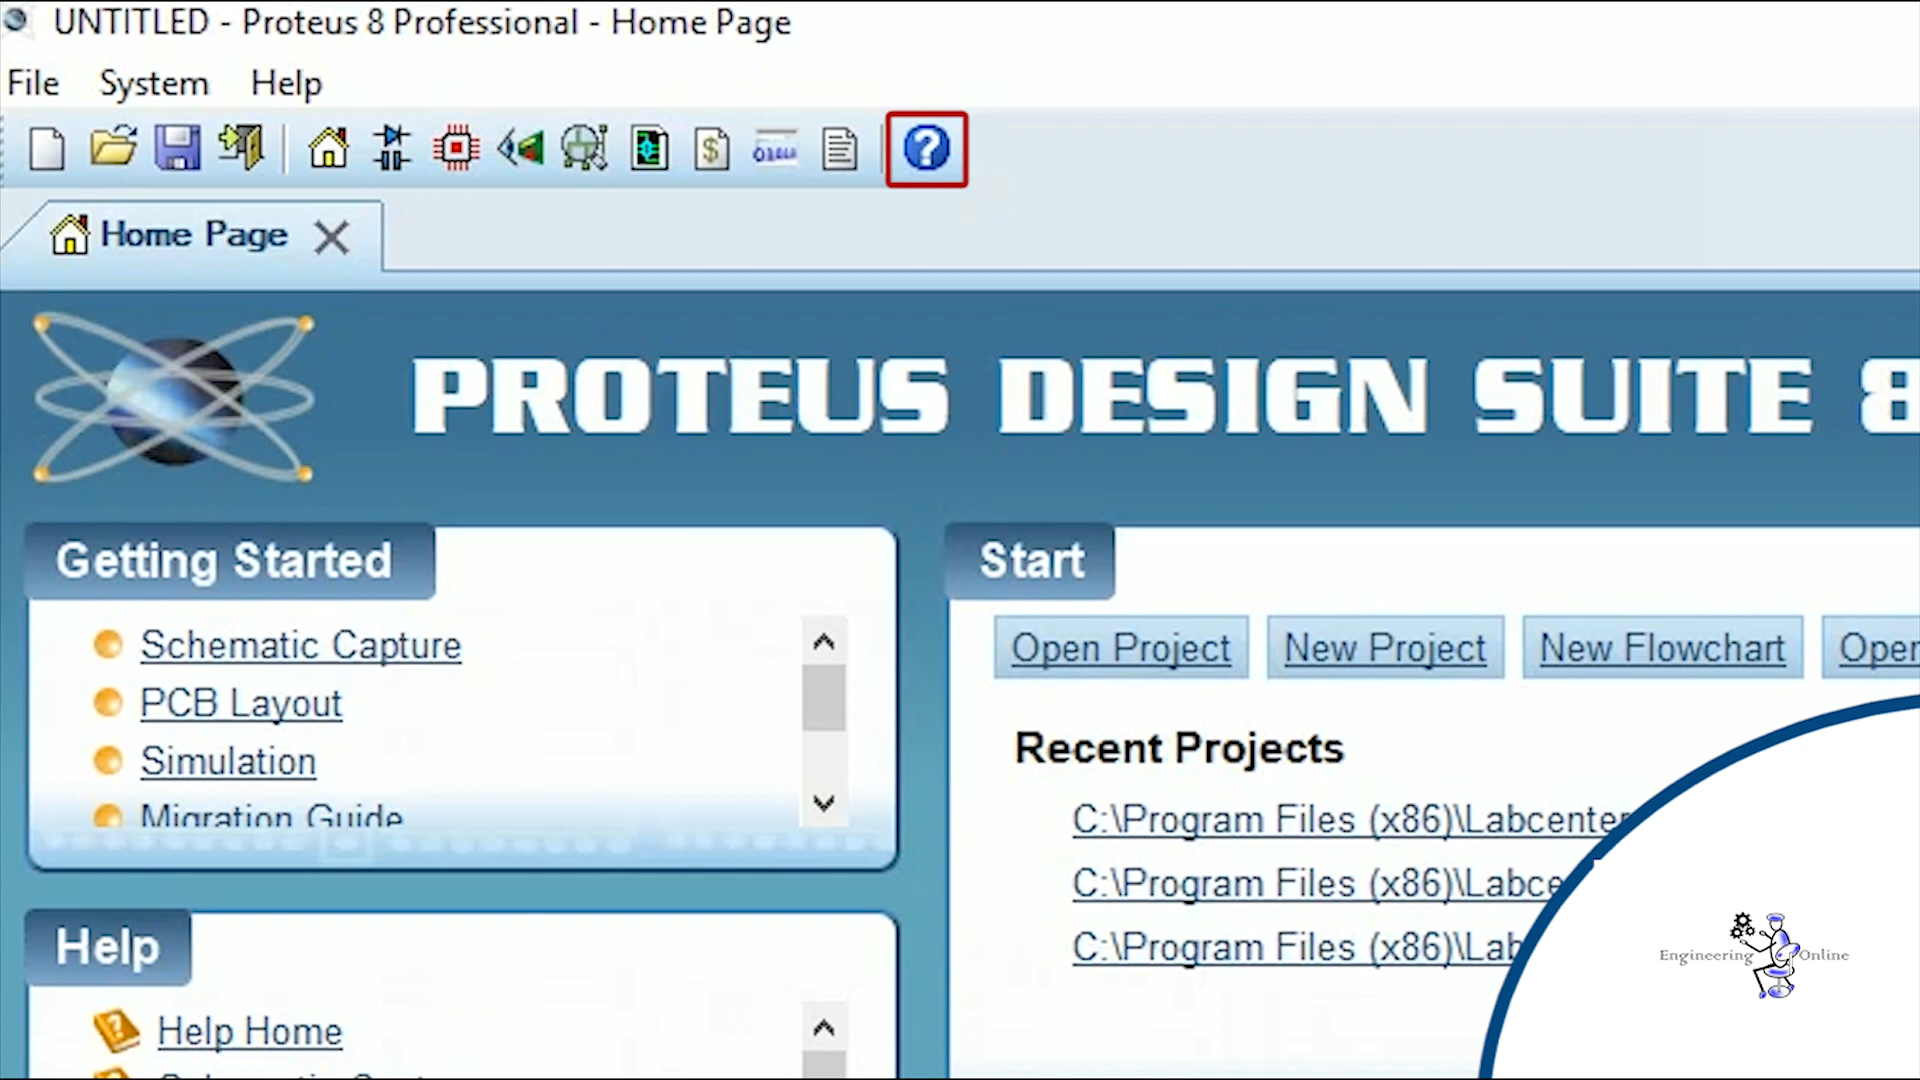 UNTITLED - Proteus 8 Professional - Home Page
File System Help
$
?
Home Page
PROTEUS DESIGN SUITE 8
Getting Started
Start
Schematic Capture
PCB Layout
Simulation
Migration Guide
Open Project New Project New Flowchart Open
Recent Projects
C:\Program Files (x86)\Labcenter
C:\Program Files (x86)\Labce
C:\Program Files (x86)\Lab
Help
Help Home
Engineering Online